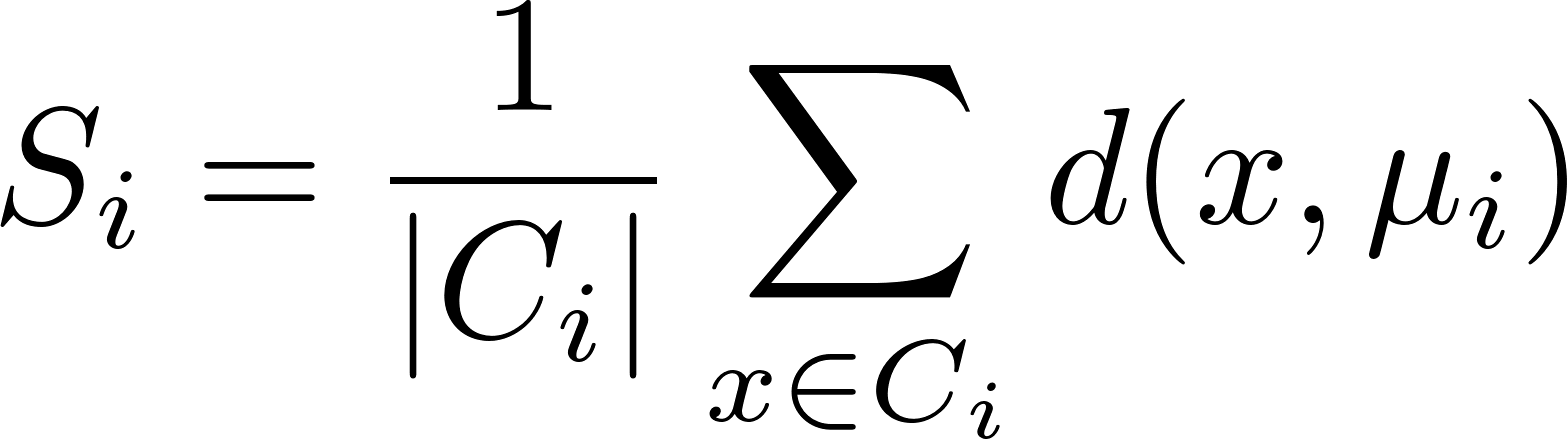 S_i = \frac{1}{|C_i|} \sum_{x \in C_i} d(x, \mu_i)